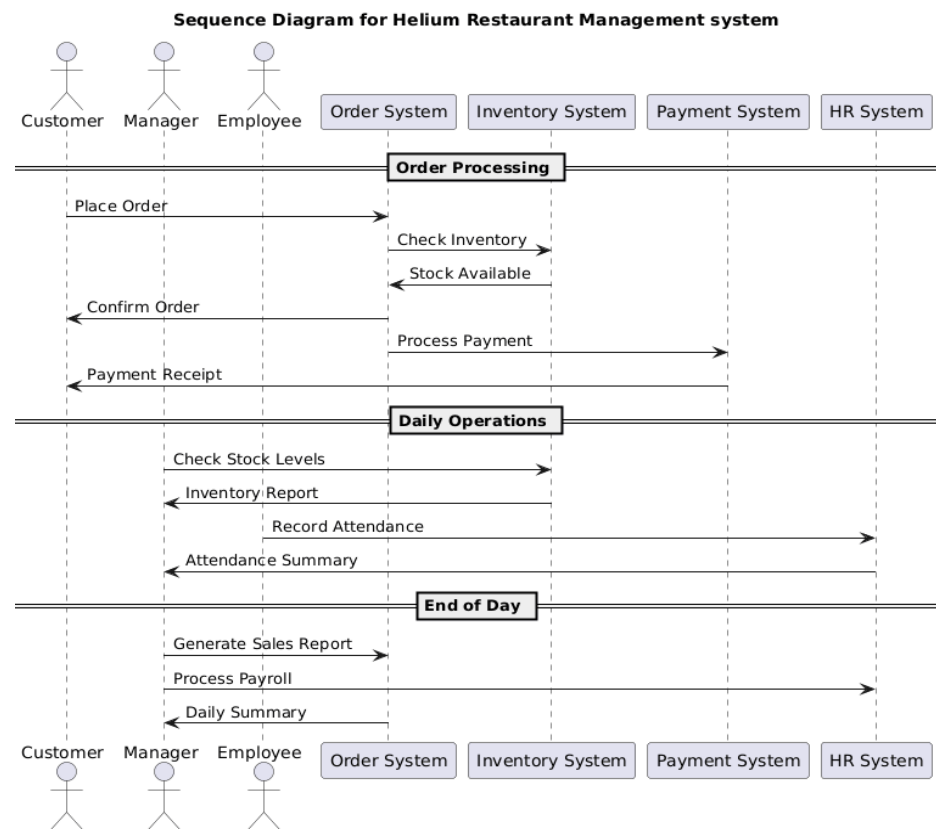 Sequence Diagram for Helium Restaurant Management system
Customer Manager Employee Order System Inventory System Payment System HR System
Order Processing
Place Order
Check Inventory
Stock Available
Confirm Order
Process Payment
Payment Receipt
Daily Operations
Check Stock Levels
Inventory Report
Record Attendance
Attendance Summary
End of Day
Generate Sales Report
Process Payroll
Daily Summary
Customer Manager Employee Order System Inventory System Payment System HR System